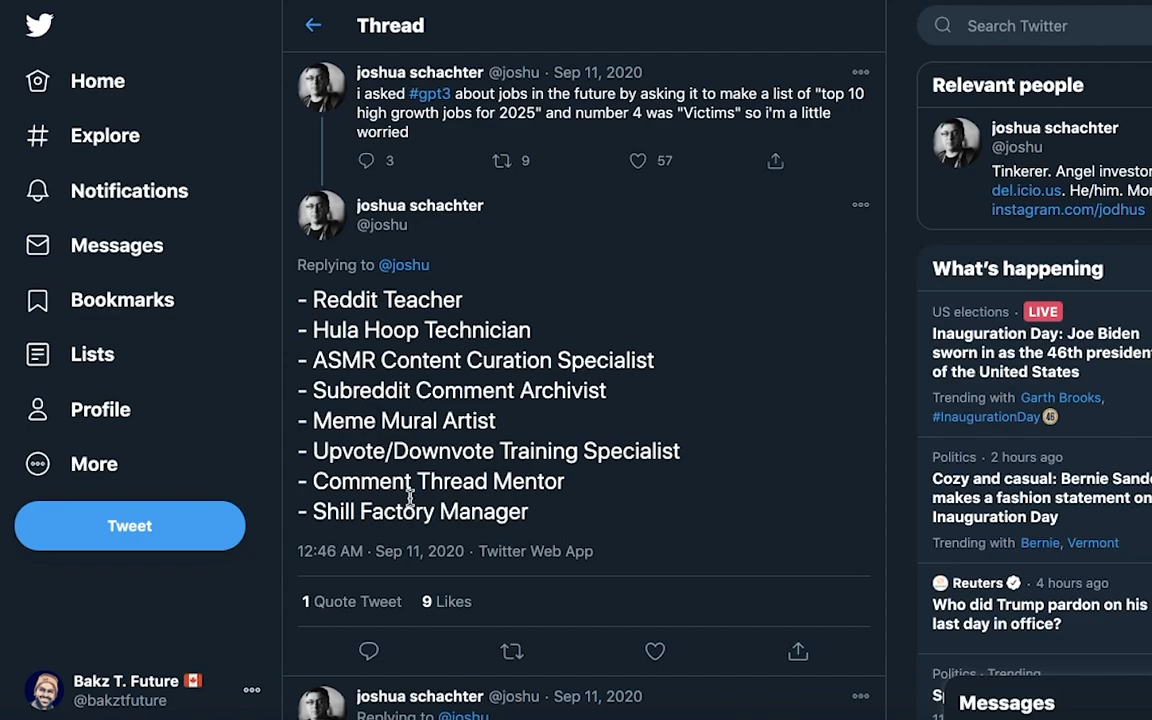 Thread
Search Twitter
Home
Explore
Notifications
Messages
Bookmarks
Lists
Profile
More
Tweet
Bakz T. Future 🇨🇦
@bakztfuture
joshua schachter @joshu · Sep 11, 2020
i asked #gpt3 about jobs in the future by asking it to make a list of "top 10
high growth jobs for 2025" and number 4 was "Victims" so i'm a little
worried
3 9 57
joshua schachter
@joshu
Replying to @joshu
- Reddit Teacher
- Hula Hoop Technician
- ASMR Content Curation Specialist
- Subreddit Comment Archivist
- Meme Mural Artist
- Upvote/Downvote Training Specialist
- Comment Thread Mentor
- Shill Factory Manager
12:46 AM · Sep 11, 2020 · Twitter Web App
1 Quote Tweet 9 Likes
joshua schachter @joshu · Sep 11, 2020
Replying to @joshu
Relevant people
joshua schachter
@joshu
Tinkerer. Angel investor
del.icio.us. He/him.
instagram.com/jodhus
What's happening
US elections · LIVE
Inauguration Day: Joe Biden
sworn in as the 46th
of the United States
Trending with Garth Brooks,
#InaugurationDay 46
Politics · 2 hours ago
Cozy and casual: Bernie
makes a fashion statement on
Inauguration Day
Trending with Bernie, Vermont
Reuters · 4 hours ago
Who did Trump pardon on his
last day in office?
Politics · Trending
Messages